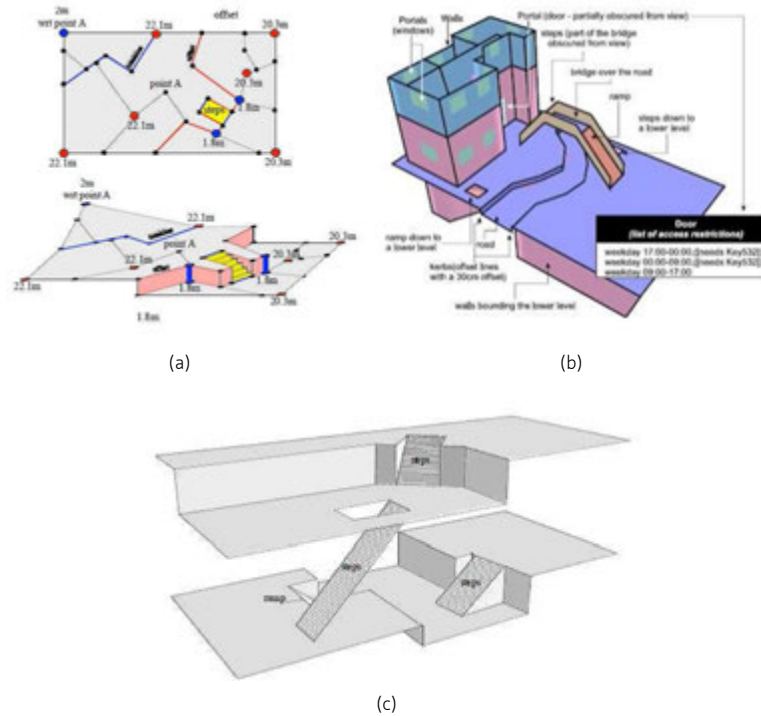 2m
wrt point A
22.1m
offset
20.3m
point A
20.3m
steps
1.8m
22.1m
1.8m
22.1m
20.3m
2m
wrt point A
22.1m
point A
20.3m
22.1m
offset
20.3m
1.8m
1.8m
22.1m
20.3m
1.8m
(a)
Portals
(windows)
Walls
Portal (door - partially obscured from view)
steps (part of the bridge
obscured from view)
bridge over the road
ramp
steps down to
a lower level
ramp down to
a lower level
road
kerbs(offset lines
with a 30cm offset)
walls bounding the lower level
Door
(list of access restrictions)
weekday 17:00-00:00,{needs Key532}
weekday 00:00-09:00,{needs Key532}
weekday 09:00-17:00
(b)
steps
steps
steps
ramp
(c)